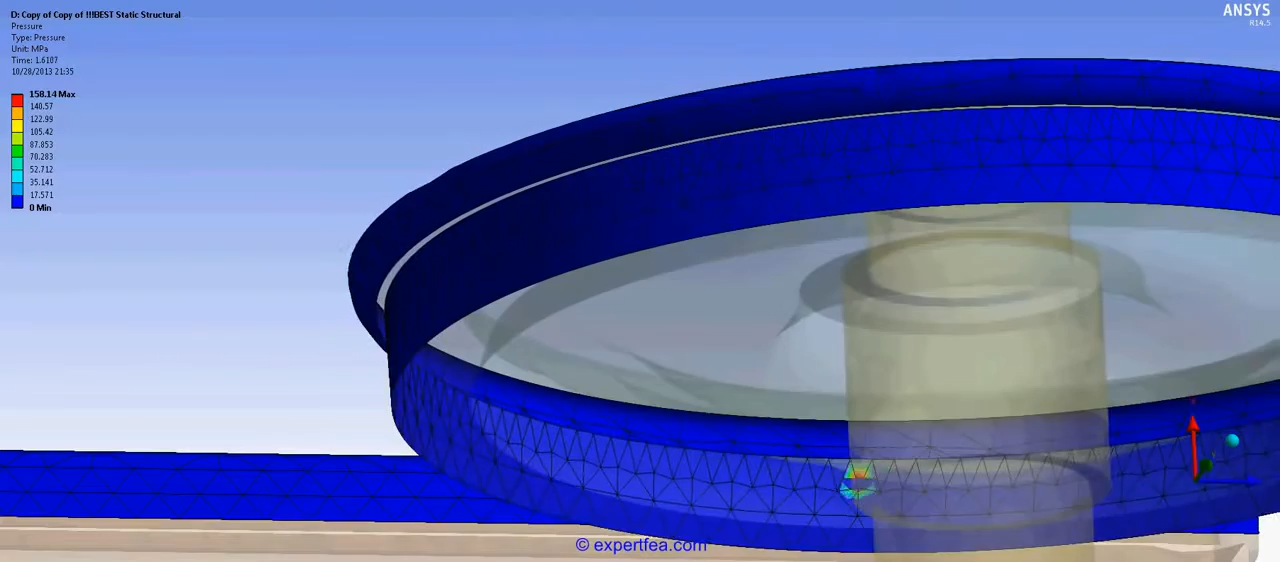 D: Copy of Copy of !!!BEST Static Structural
Pressure
Type: Pressure
Unit: MPa
Time: 1.6107
10/28/2013 21:35
158.14 Max
140.57
122.99
105.42
87.853
70.283
52.712
35.141
17.571
0 Min
ANSYS
R14.5
© expertfea.com